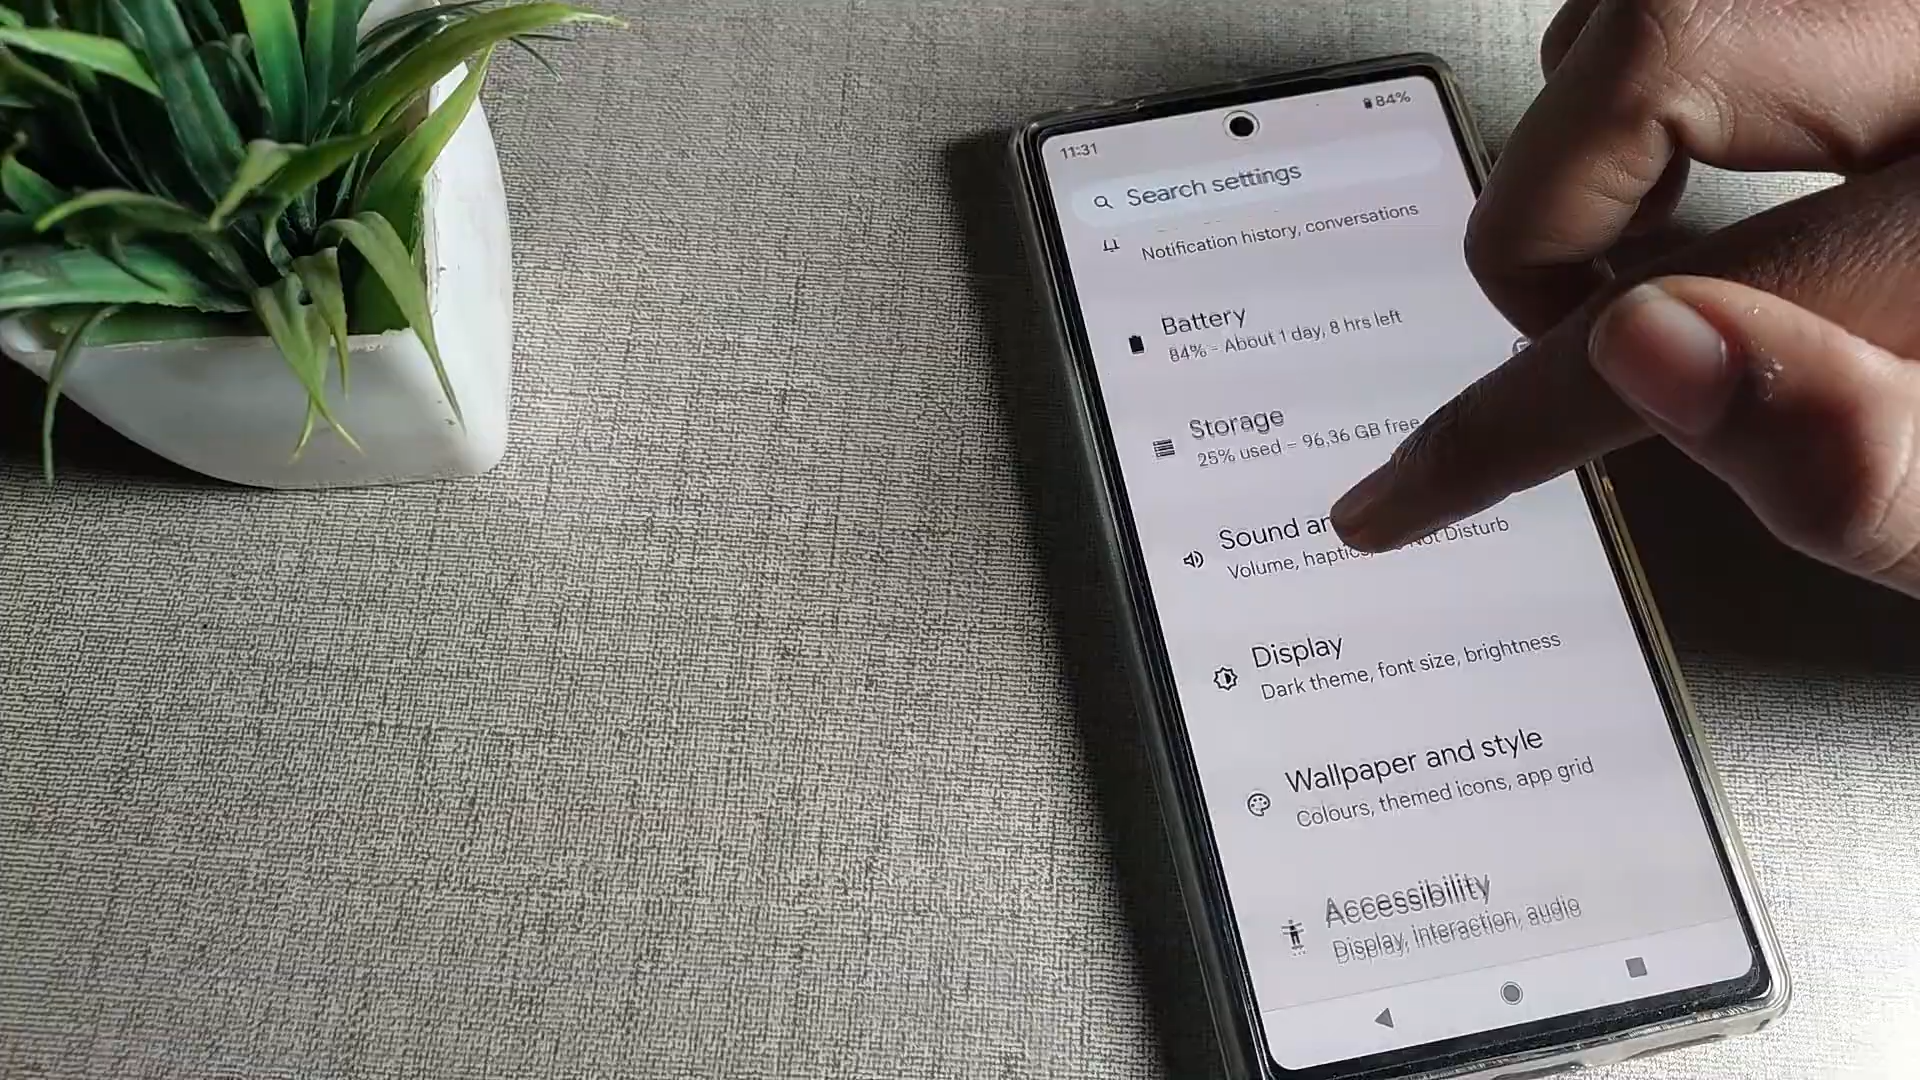 11:31
84%
Search settings
Notification history, conversations
Battery
84% - About 1 day, 8 hrs left
Storage
25% used - 96,36 GB free
Sound
Volume, haptics, Not Disturb
Display
Dark theme, font size, brightness
Wallpaper and style
Colours, themed icons, app grid
Accessibility
Display, interaction, audio